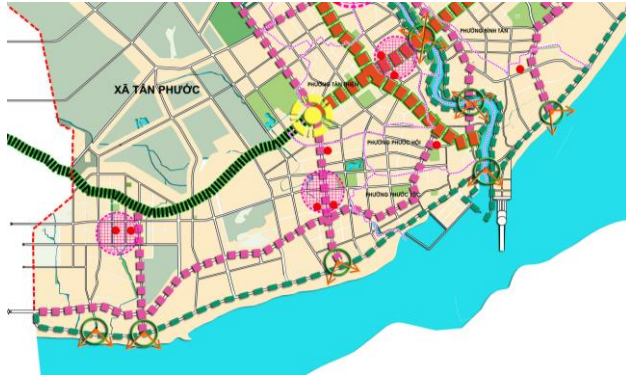 PHƯỜNG BÌNH TÂN
XÃ TÂN PHƯỚC
PHƯỜNG TÂN THIỆN
PHƯỜNG PHƯỚC HỘI
PHƯỜNG PHƯỚC LỘC